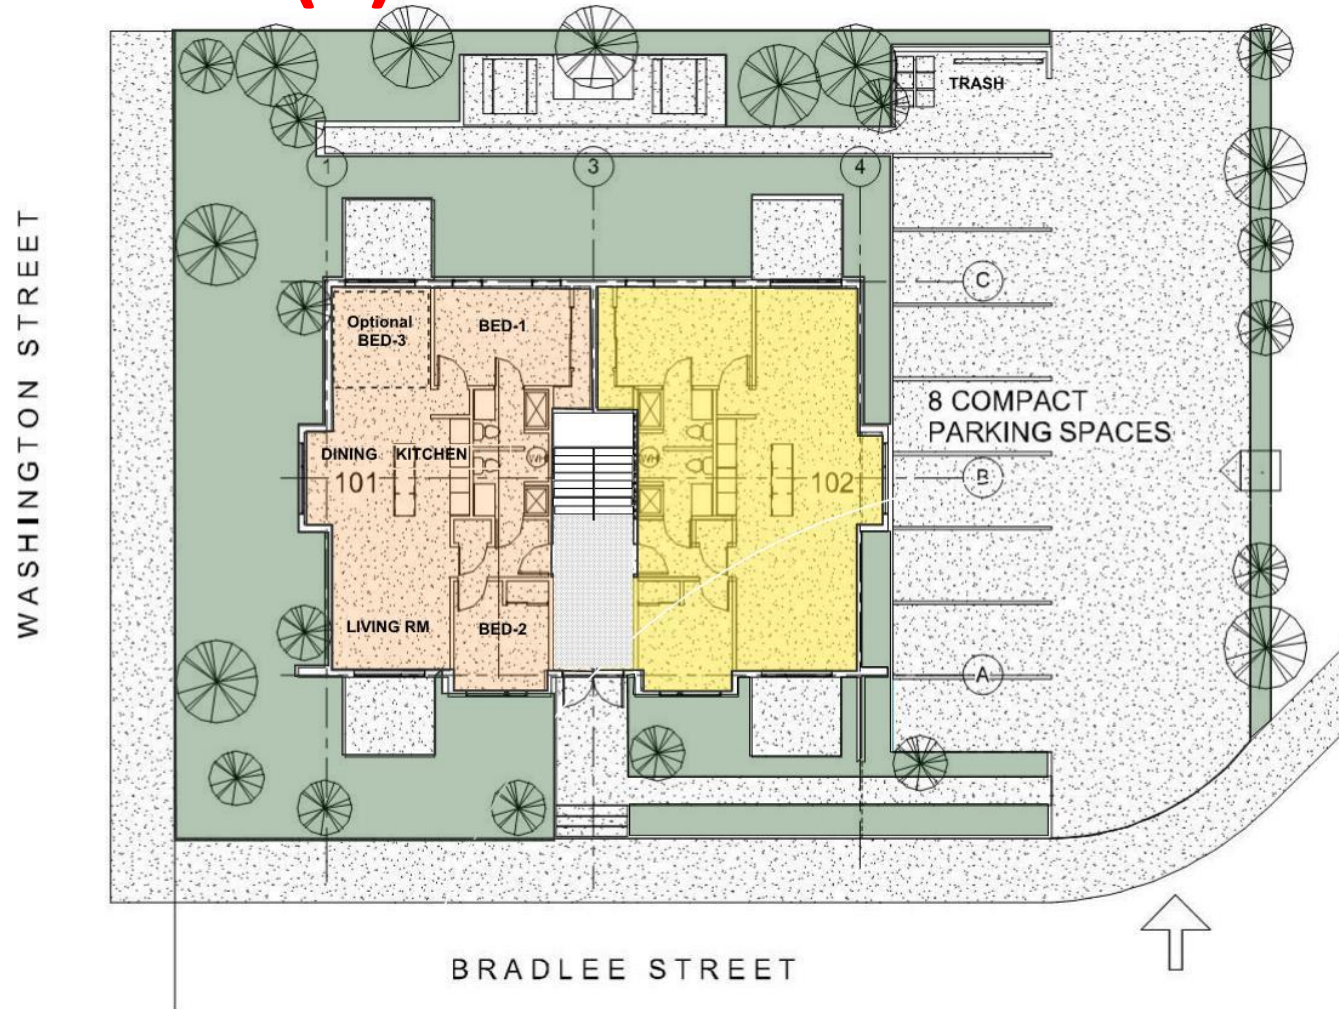 TRASH
1
3
4
C
Optional
BED-3
BED-1
8 COMPACT
PARKING SPACES
DINING
KITCHEN
101
102
B
LIVING RM
BED-2
A
WASHINGTON STREET
BRADLEE STREET